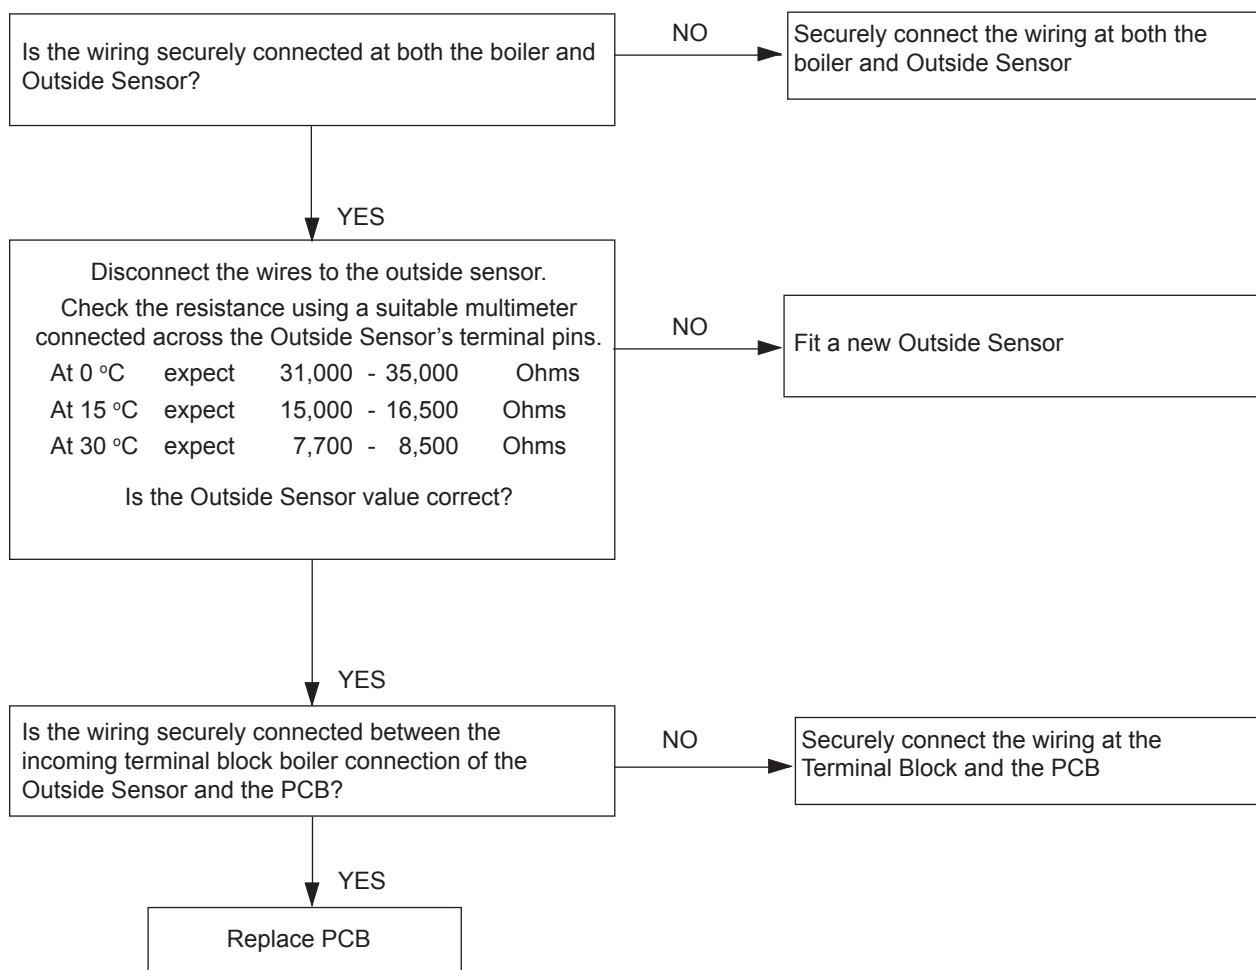 Is the wiring securely connected at both the boiler and
Outside Sensor?
NO
Securely connect the wiring at both the
boiler and Outside Sensor
YES
Disconnect the wires to the outside sensor.
Check the resistance using a suitable multimeter
connected across the Outside Sensor's terminal pins.
At 0 °C expect 31,000 - 35,000 Ohms
At 15 °C expect 15,000 - 16,500 Ohms
At 30 °C expect 7,700 - 8,500 Ohms
Is the Outside Sensor value correct?
NO
Fit a new Outside Sensor
YES
Is the wiring securely connected between the
incoming terminal block boiler connection of the
Outside Sensor and the PCB?
NO
Securely connect the wiring at the
Terminal Block and the PCB
YES
Replace PCB